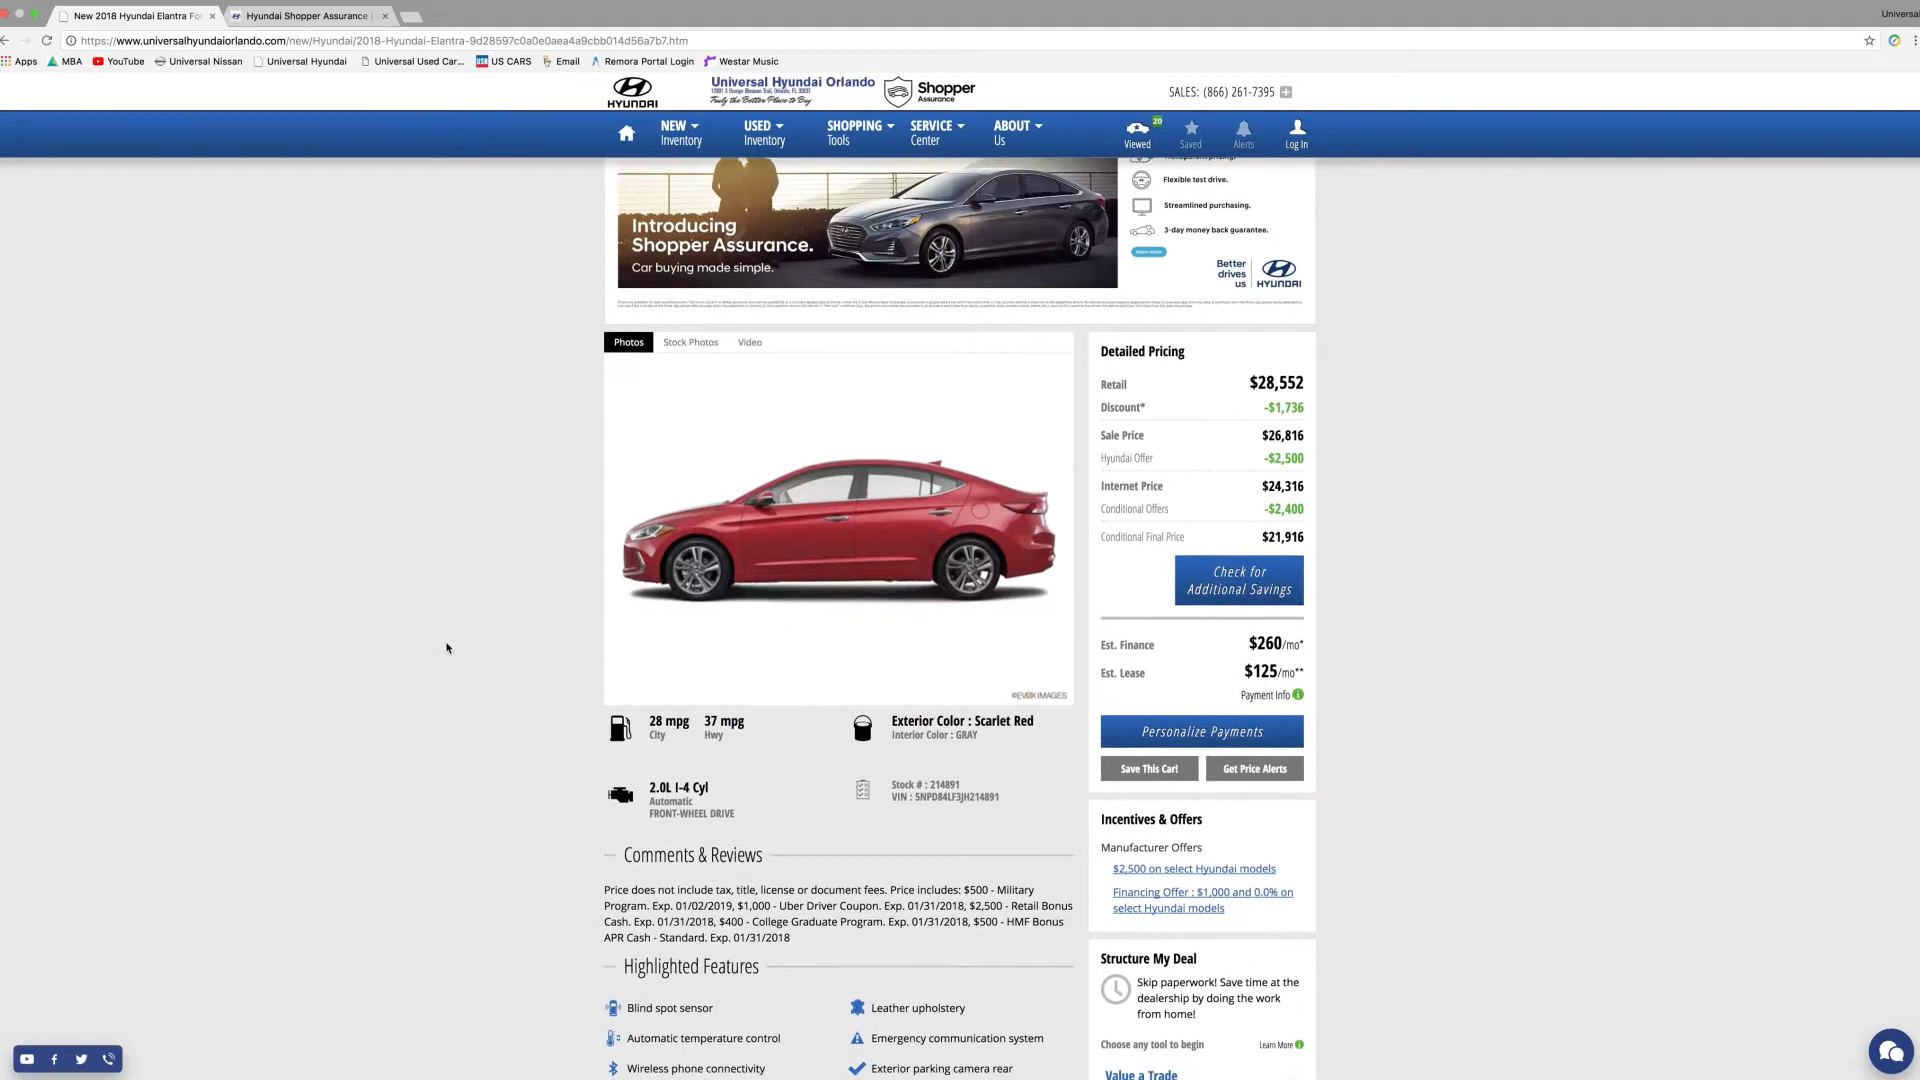 New 2018 Hyundai Elantra For
Hyundai Shopper Assurance |
Universal
https://www.universalhyundaiorlando.com/new/Hyundai/2018-Hyundai-Elantra-9d28597c0a0e0aea4a9cbb014d56a7b7.htm
Apps MBA YouTube Universal Nissan Universal Hyundai Universal Used Car... US CARS Email Remora Portal Login Westar Music
HYUNDAI
Universal Hyundai Orlando
12801 S Orange Blossom Trail, Orlando, FL 32837
Truly the Better Place to Buy
Shopper
Assurance
SALES: (866) 261-7395
NEW
Inventory
USED
Inventory
SHOPPING
Tools
SERVICE
Center
ABOUT
Us
20
Viewed
Saved
Alerts
Log In
Transparent pricing.
Flexible test drive.
Streamlined purchasing.
3-day money back guarantee.
learn more
Introducing
Shopper Assurance.
Car buying made simple.
Better
drives
us
HYUNDAI
Photos Stock Photos Video
©EVOX IMAGES
Detailed Pricing
Retail $28,552
Discount* -$1,736
Sale Price $26,816
Hyundai Offer -$2,500
Internet Price $24,316
Conditional Offers -$2,400
Conditional Final Price $21,916
Check for
Additional Savings
Est. Finance $260/mo*
Est. Lease $125/mo**
Payment Info
Personalize Payments
Save This Car! Get Price Alerts
28 mpg 37 mpg
City Hwy
Exterior Color : Scarlet Red
Interior Color : GRAY
2.0L I-4 Cyl
Automatic
FRONT-WHEEL DRIVE
Stock # : 214891
VIN : 5NPD84LF3JH214891
Comments & Reviews
Price does not include tax, title, license or document fees. Price includes: $500 - Military
Program. Exp. 01/02/2019, $1,000 - Uber Driver Coupon. Exp. 01/31/2018, $2,500 - Retail Bonus
Cash. Exp. 01/31/2018, $400 - College Graduate Program. Exp. 01/31/2018, $500 - HMF Bonus
APR Cash - Standard. Exp. 01/31/2018
Highlighted Features
Blind spot sensor
Leather upholstery
Automatic temperature control
Emergency communication system
Wireless phone connectivity
Exterior parking camera rear
Incentives & Offers
Manufacturer Offers
$2,500 on select Hyundai models
Financing Offer : $1,000 and 0.0% on
select Hyundai models
Structure My Deal
Skip paperwork! Save time at the
dealership by doing the work
from home!
Choose any tool to begin
Learn More
Value a Trade